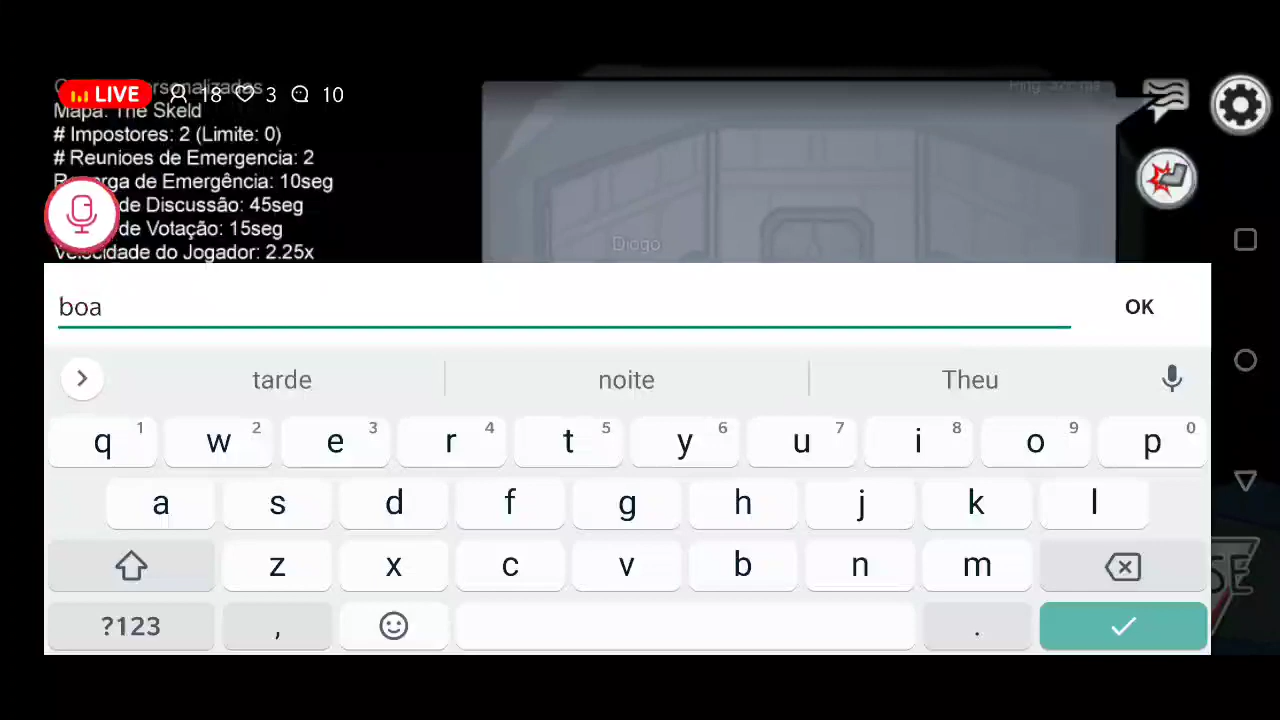 LIVE 18 3 10
Mapa: The Skeld
# Impostores: 2 (Limite: 0)
# Reunioes de Emergencia: 2
de Emergência: 10seg
de Discussão: 45seg
de Votação: 15seg
Velocidade do Jogador: 2.25x
Diogo
boa
OK
tarde noite Theu
q 1 w 2 e 3 r 4 t 5 y 6 u 7 i 8 o 9 p 0
a s d f g h j k l
z x c v b n m
?123 , .